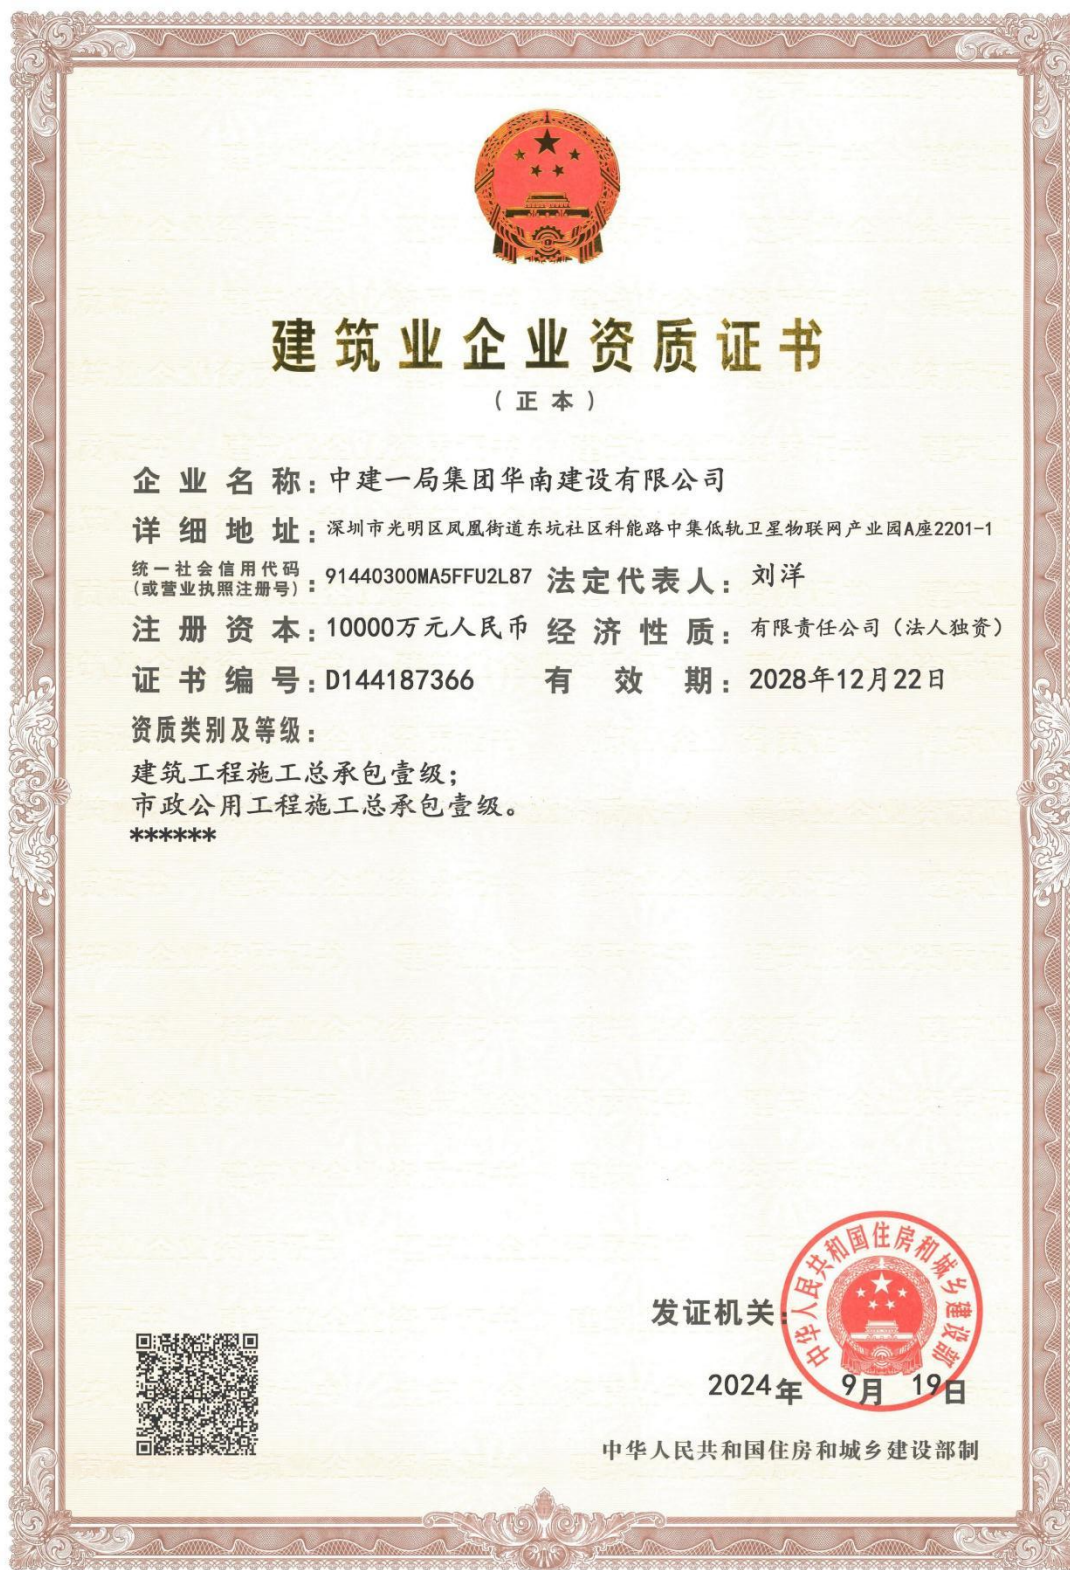 建筑业企业资质证书
（正本）
企业名称：中建一局集团华南建设有限公司
详细地址：深圳市光明区凤凰街道东坑社区科能路中集低轨卫星物联网产业园A座2201-1
统一社会信用代码（或营业执照注册号）：91440300MA5FFU2L87 法定代表人：刘洋
注册资本：10000万元人民币 经济性质：有限责任公司（法人独资）
证书编号：D144187366 有效期：2028年12月22日
资质类别及等级：
建筑工程施工总承包壹级；
市政公用工程施工总承包壹级。
******
中华人民共和国住房和城乡建设部
发证机关：
2024年 9月 19日
中华人民共和国住房和城乡建设部制